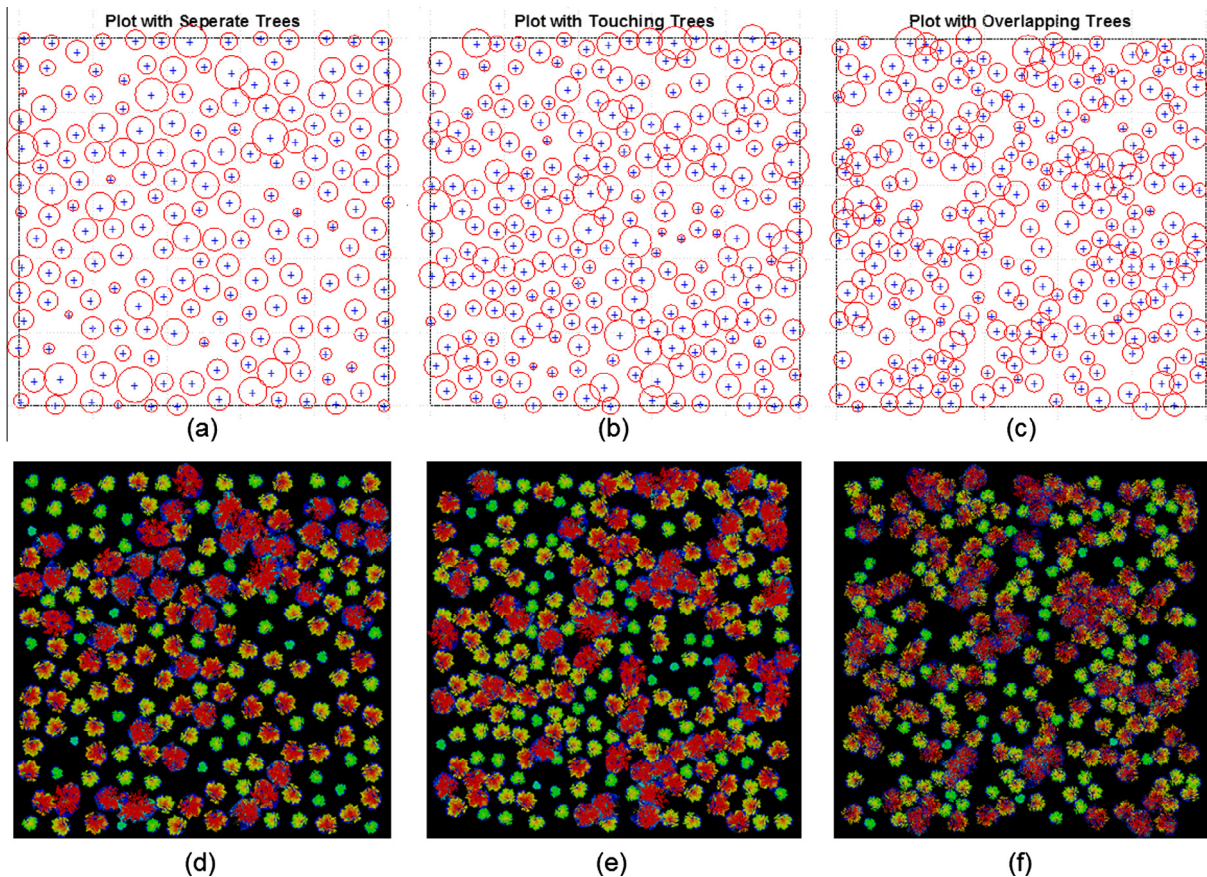 Plot with Seperate Trees
Plot with Touching Trees
Plot with Overlapping Trees
(a)
(b)
(c)
(d)
(e)
(f)